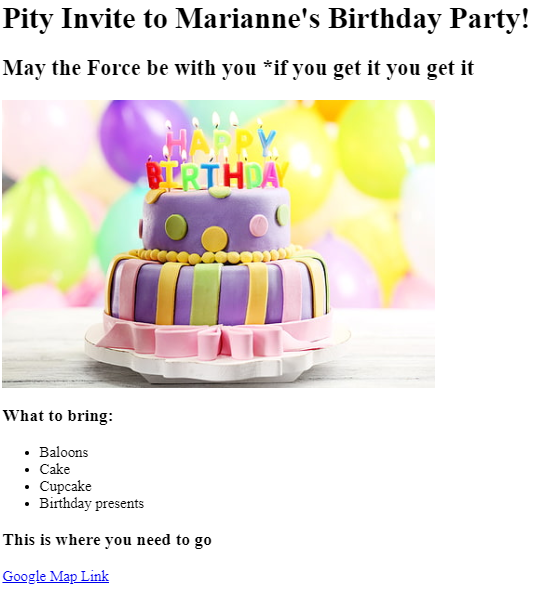 Pity Invite to Marianne's Birthday Party!
May the Force be with you *if you get it you get it
HAPPY
BIRTHDAY
What to bring:
Baloons
Cake
Cupcake
Birthday presents
This is where you need to go
Google Map Link